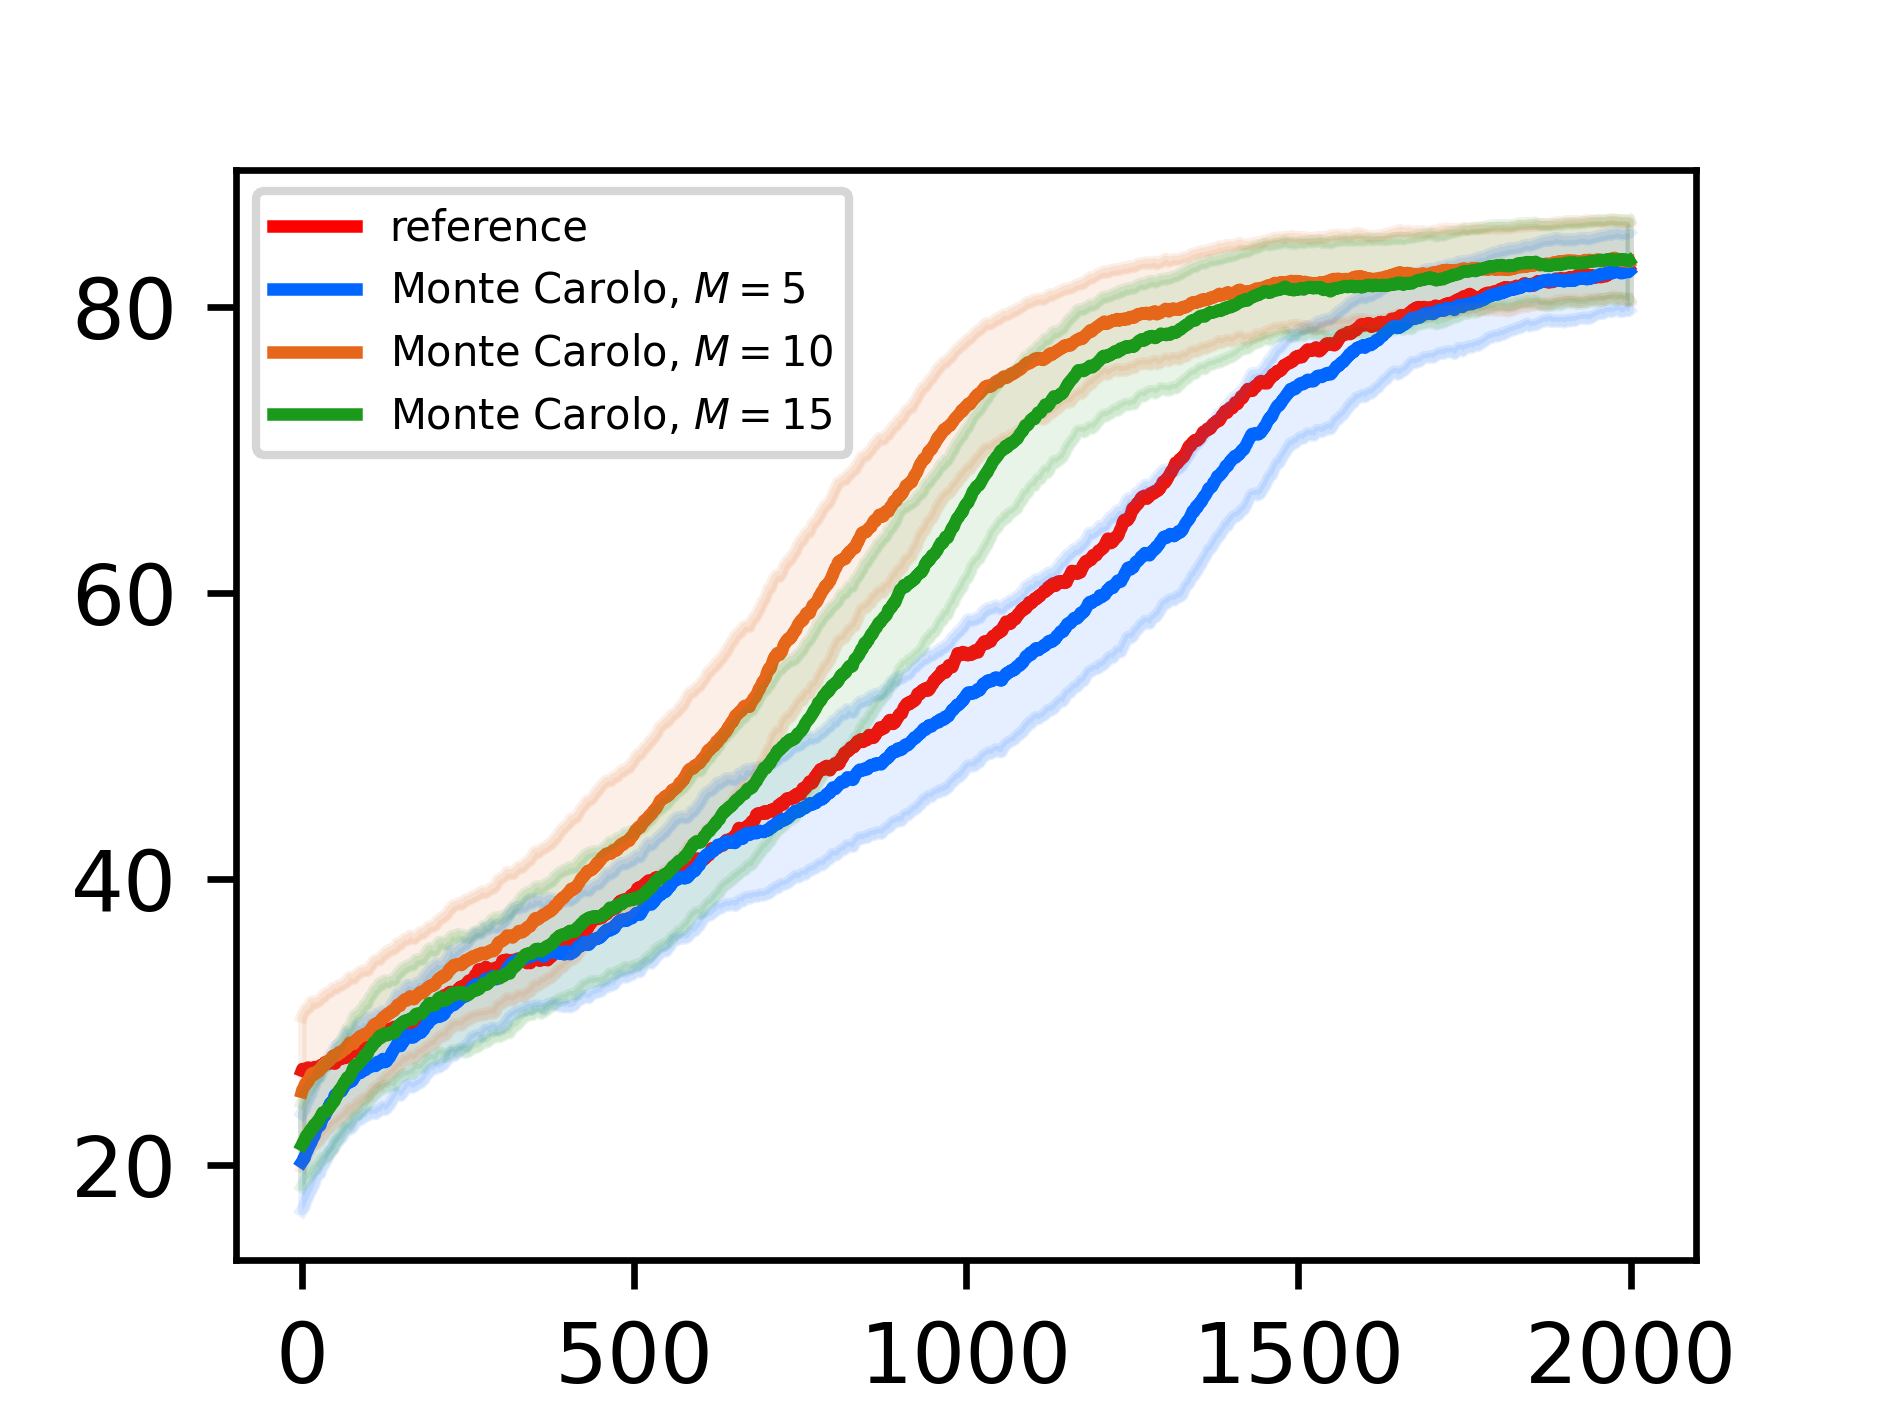 reference
Monte Carolo, M = 5
Monte Carolo, M = 10
Monte Carolo, M = 15
80
60
40
20
0 500 1000 1500 2000